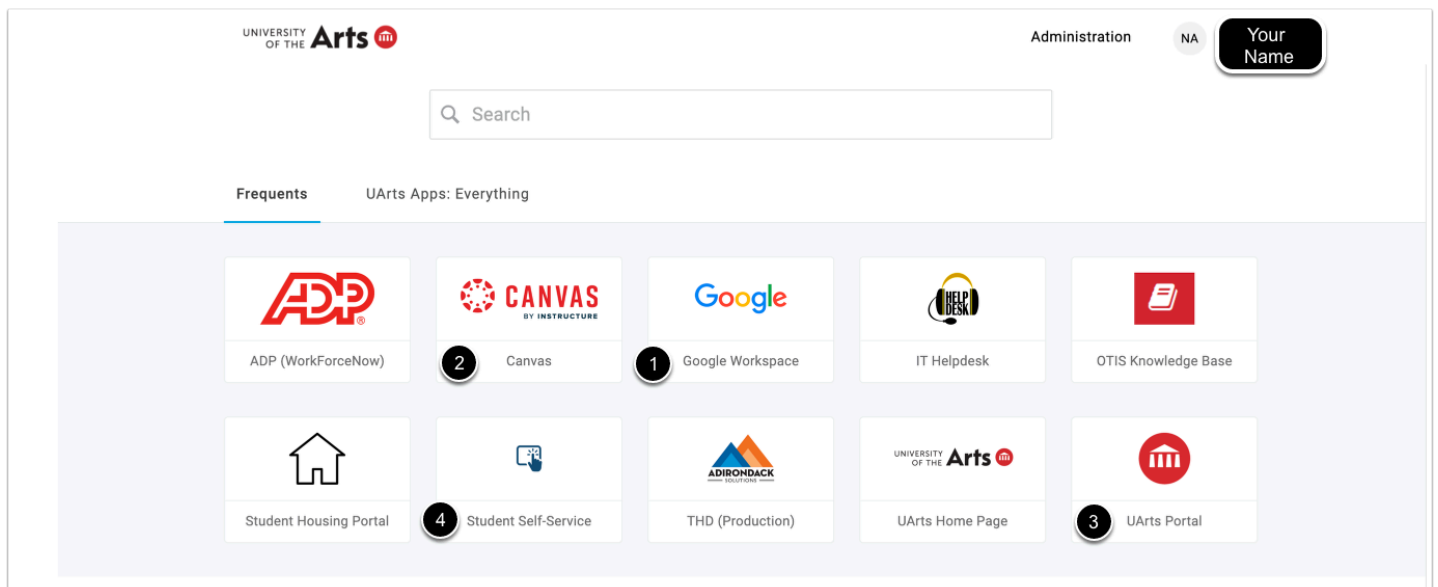 UNIVERSITY
OF THE Arts
Administration
NA
Your
Name
Search
Frequents
UArts Apps: Everything
ADP®
CANVAS
BY INSTRUCTURE
Google
HELP
DESK
ADP (WorkForceNow)
2
Canvas
1
Google Workspace
IT Helpdesk
OTIS Knowledge Base
ADIRONDACK
SOLUTIONS
UNIVERSITY
OF THE Arts
Student Housing Portal
4
Student Self-Service
THD (Production)
UArts Home Page
3
UArts Portal